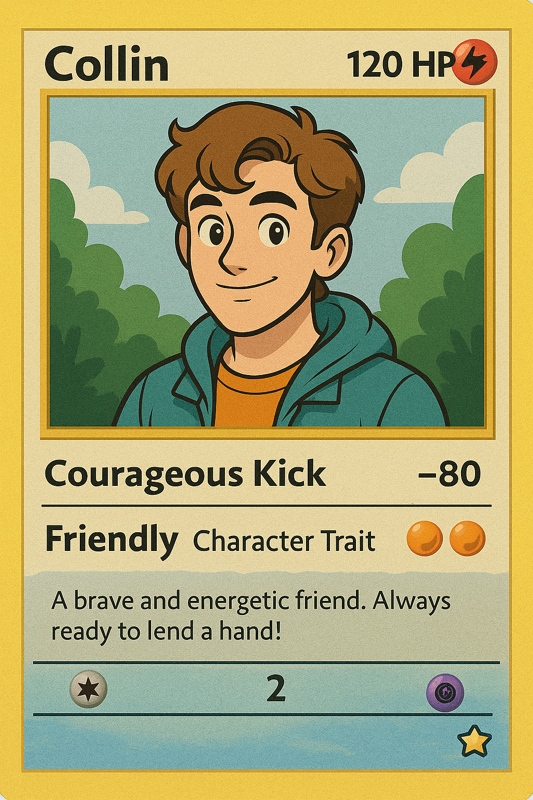 Collin 120 HP
Courageous Kick –80
Friendly Character Trait
A brave and energetic friend. Always
ready to lend a hand!
2